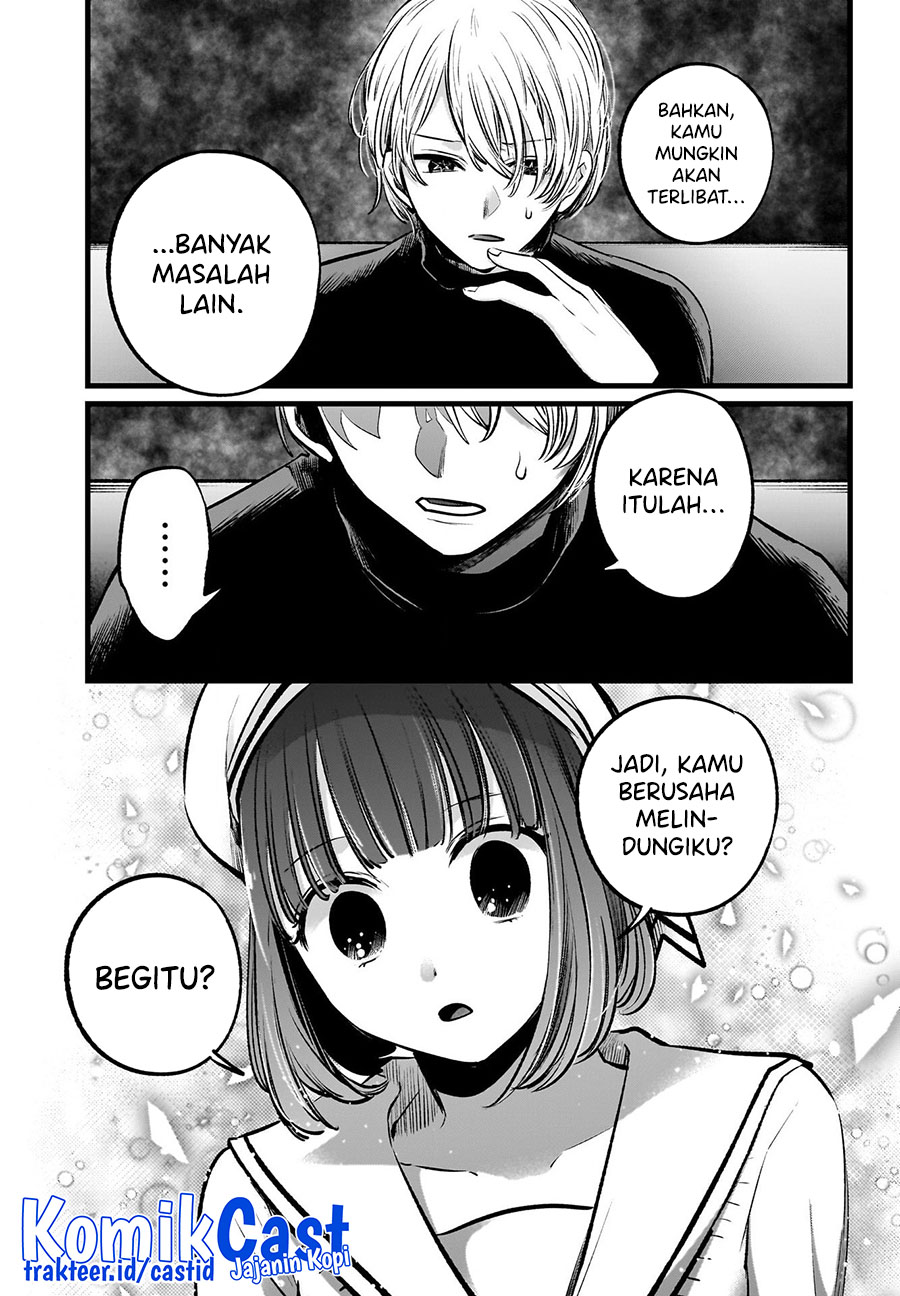 BAHKAN,
KAMU
MUNGKIN
AKAN
TERLIBAT...
...BANYAK
MASALAH
LAIN.
KARENA
ITULAH...
.......
JADI, KAMU
BERUSAHA
MELIN-
DUNGIKU?
BEGITU?
KomikCast
trakteer.id/castid Jajanin Kopi